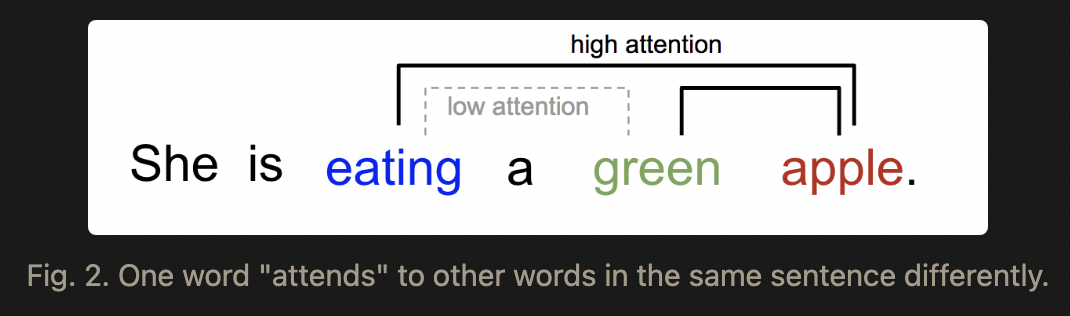 high attention
low attention
She is eating a green apple.
Fig. 2. One word "attends" to other words in the same sentence differently.